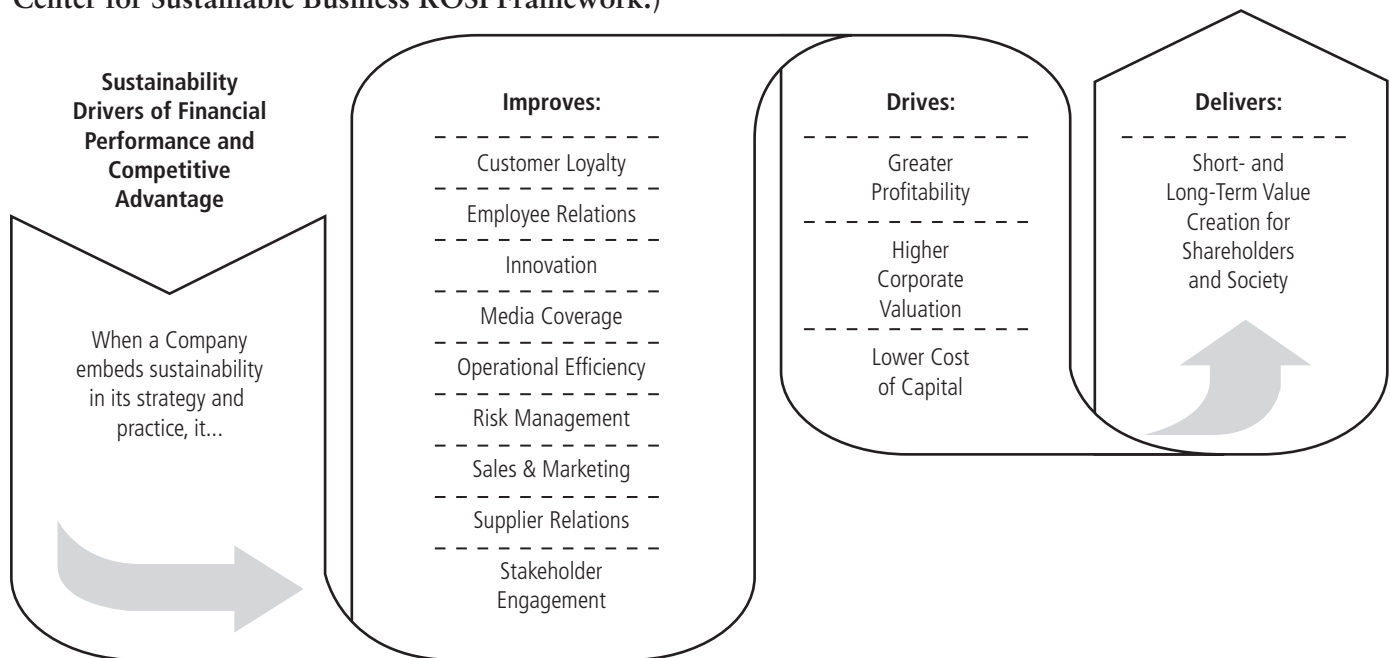 Center for Sustainable Business ROSI Framework.)
Sustainability
Drivers of Financial
Performance and
Competitive
Advantage
When a Company
embeds sustainability
in its strategy and
practice, it...
Improves:
Customer Loyalty
Employee Relations
Innovation
Media Coverage
Operational Efficiency
Risk Management
Sales & Marketing
Supplier Relations
Stakeholder
Engagement
Drives:
Greater
Profitability
Higher
Corporate
Valuation
Lower Cost
of Capital
Delivers:
Short- and
Long-Term Value
Creation for
Shareholders
and Society